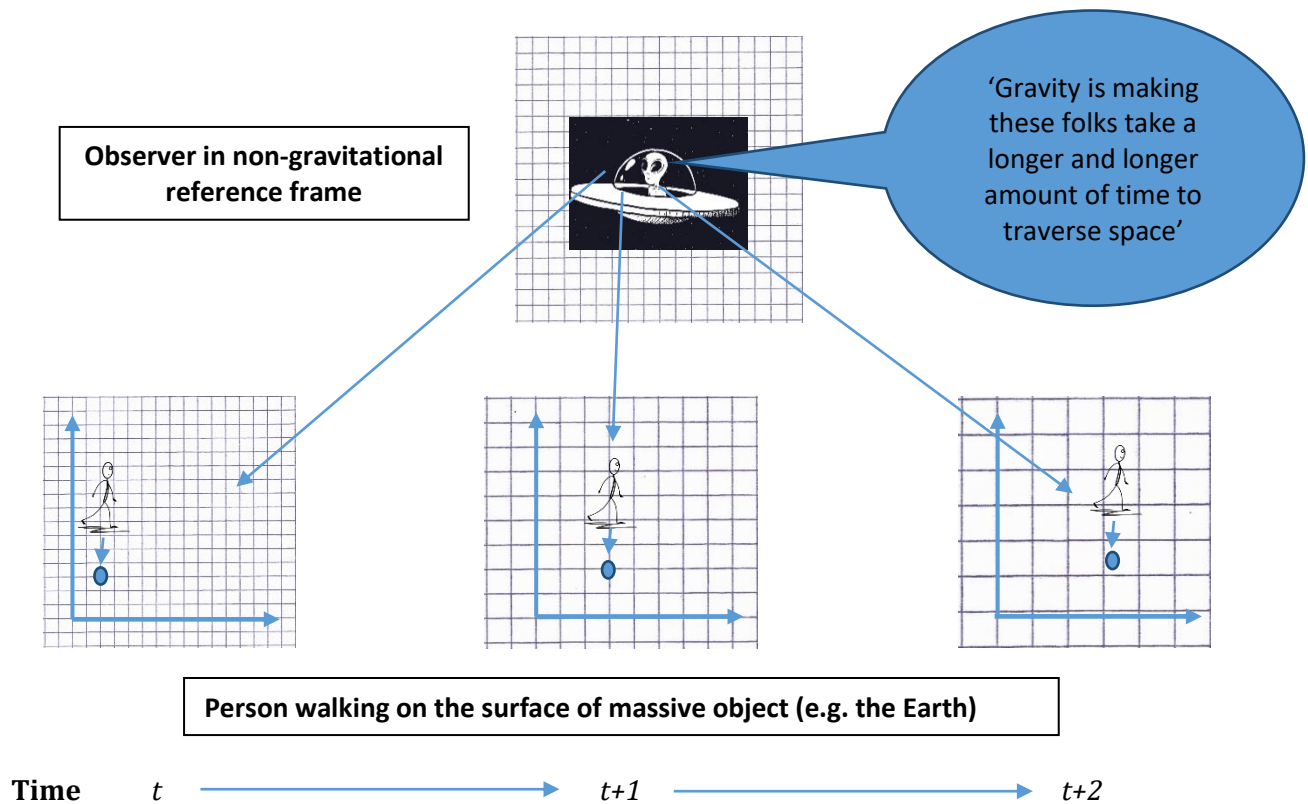 ‘Gravity is making
these folks take a
longer and longer
amount of time to
traverse space’
Observer in non-gravitational
reference frame
Person walking on the surface of massive object (e.g. the Earth)
Time t t+1 t+2